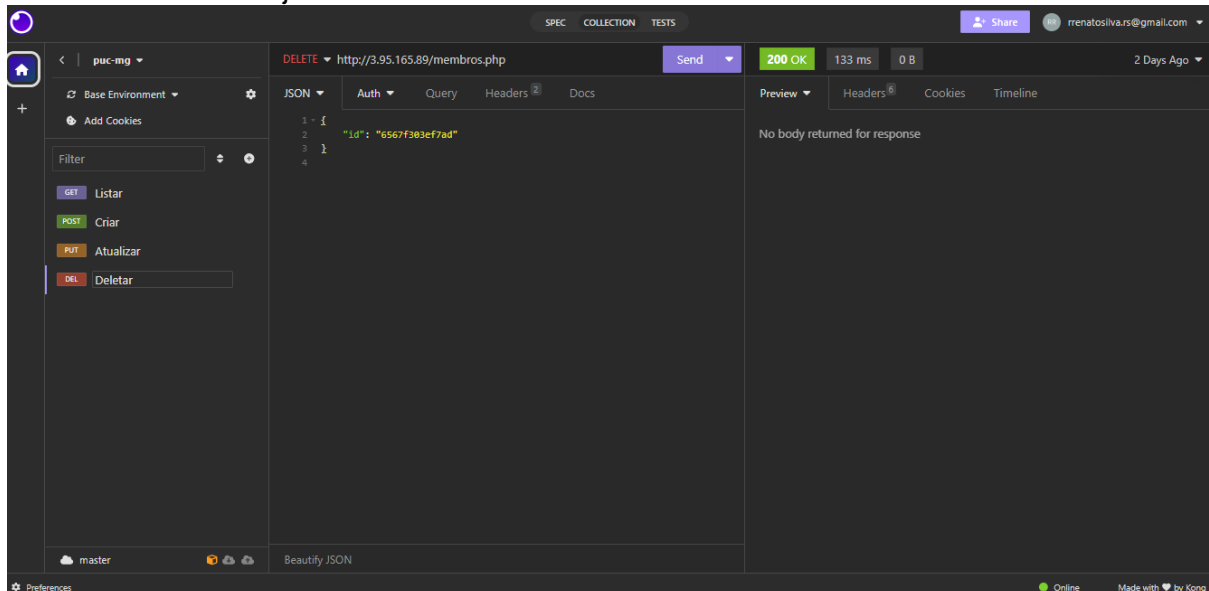 SPEC COLLECTION TESTS
Share
RR rrenatosilva.rs@gmail.com
puc-mg
Base Environment
Add Cookies
Filter
GET Listar
POST Criar
PUT Atualizar
DEL Deletar
master
DELETE http://3.95.165.89/membros.php Send
JSON Auth Query Headers 2 Docs
1 {
2 "id": "6567f303ef7ad"
3 }
4
Beautify JSON
200 OK 133 ms 0 B 2 Days Ago
Preview Headers 6 Cookies Timeline
No body returned for response
Preferences
Online Made with by Kong